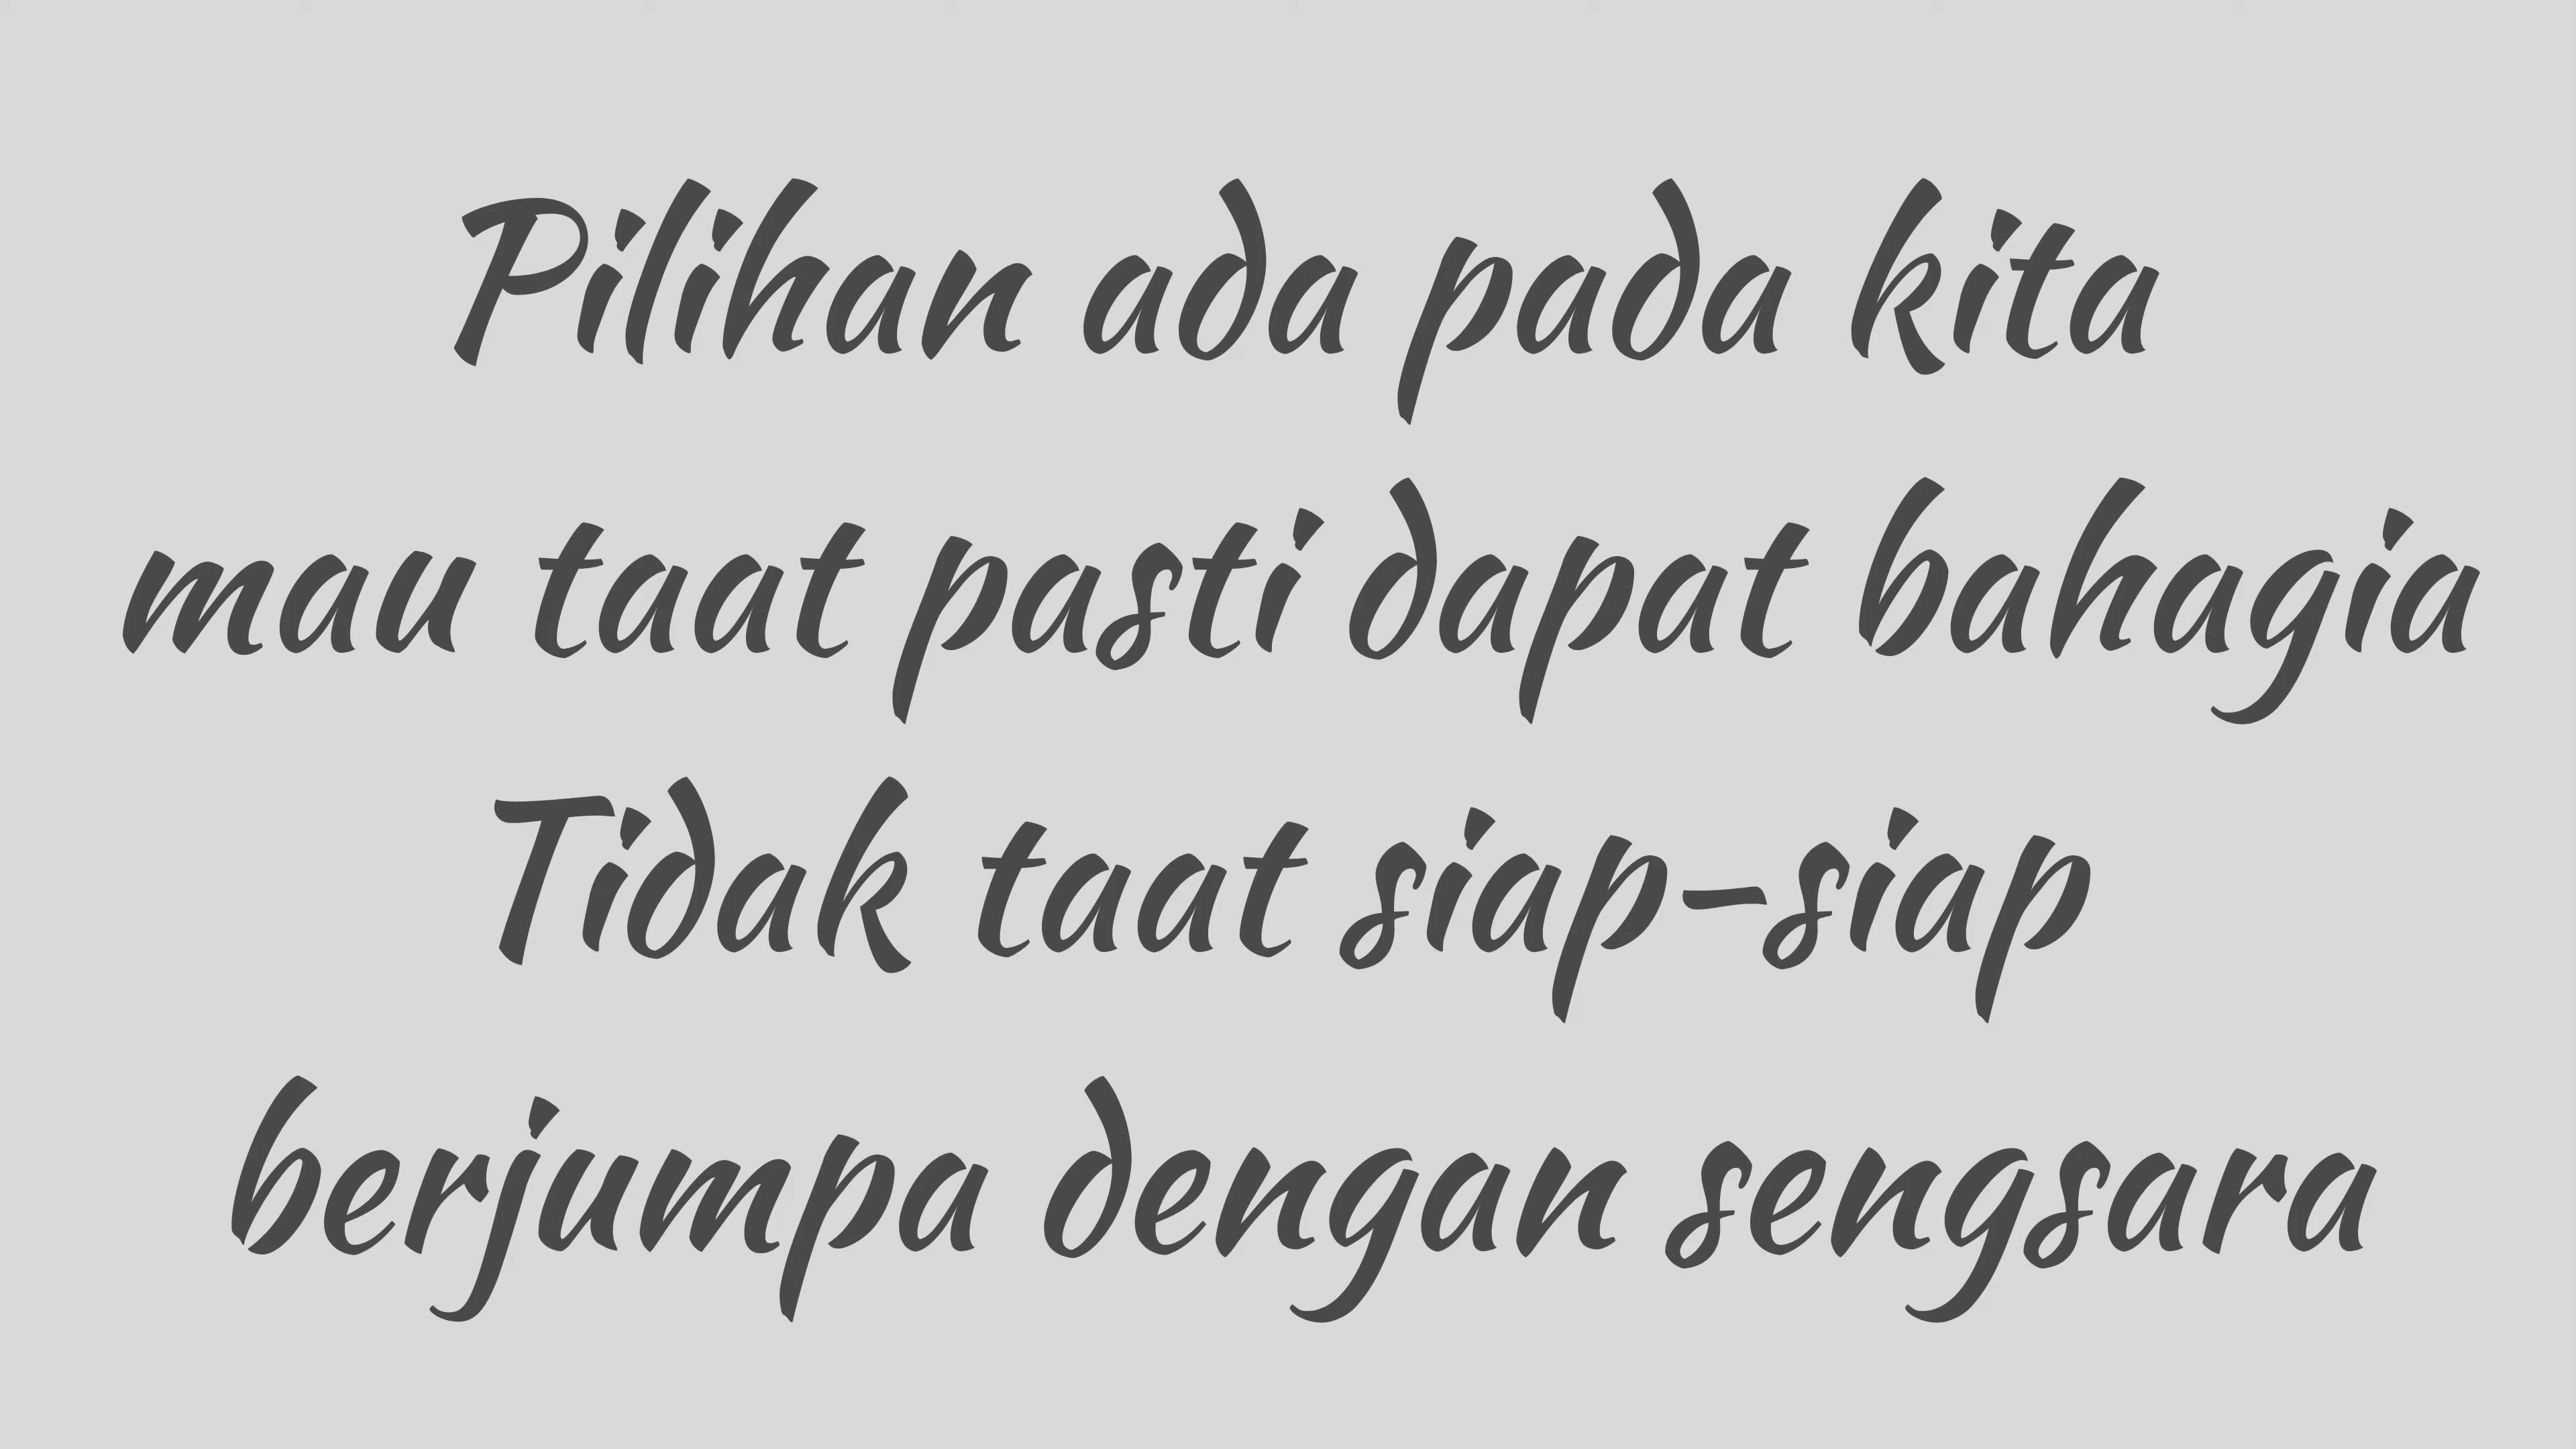 Pilihan ada pada kita
mau taat pasti dapat bahagia
Tidak taat siap-siap
berjumpa dengan sengsara